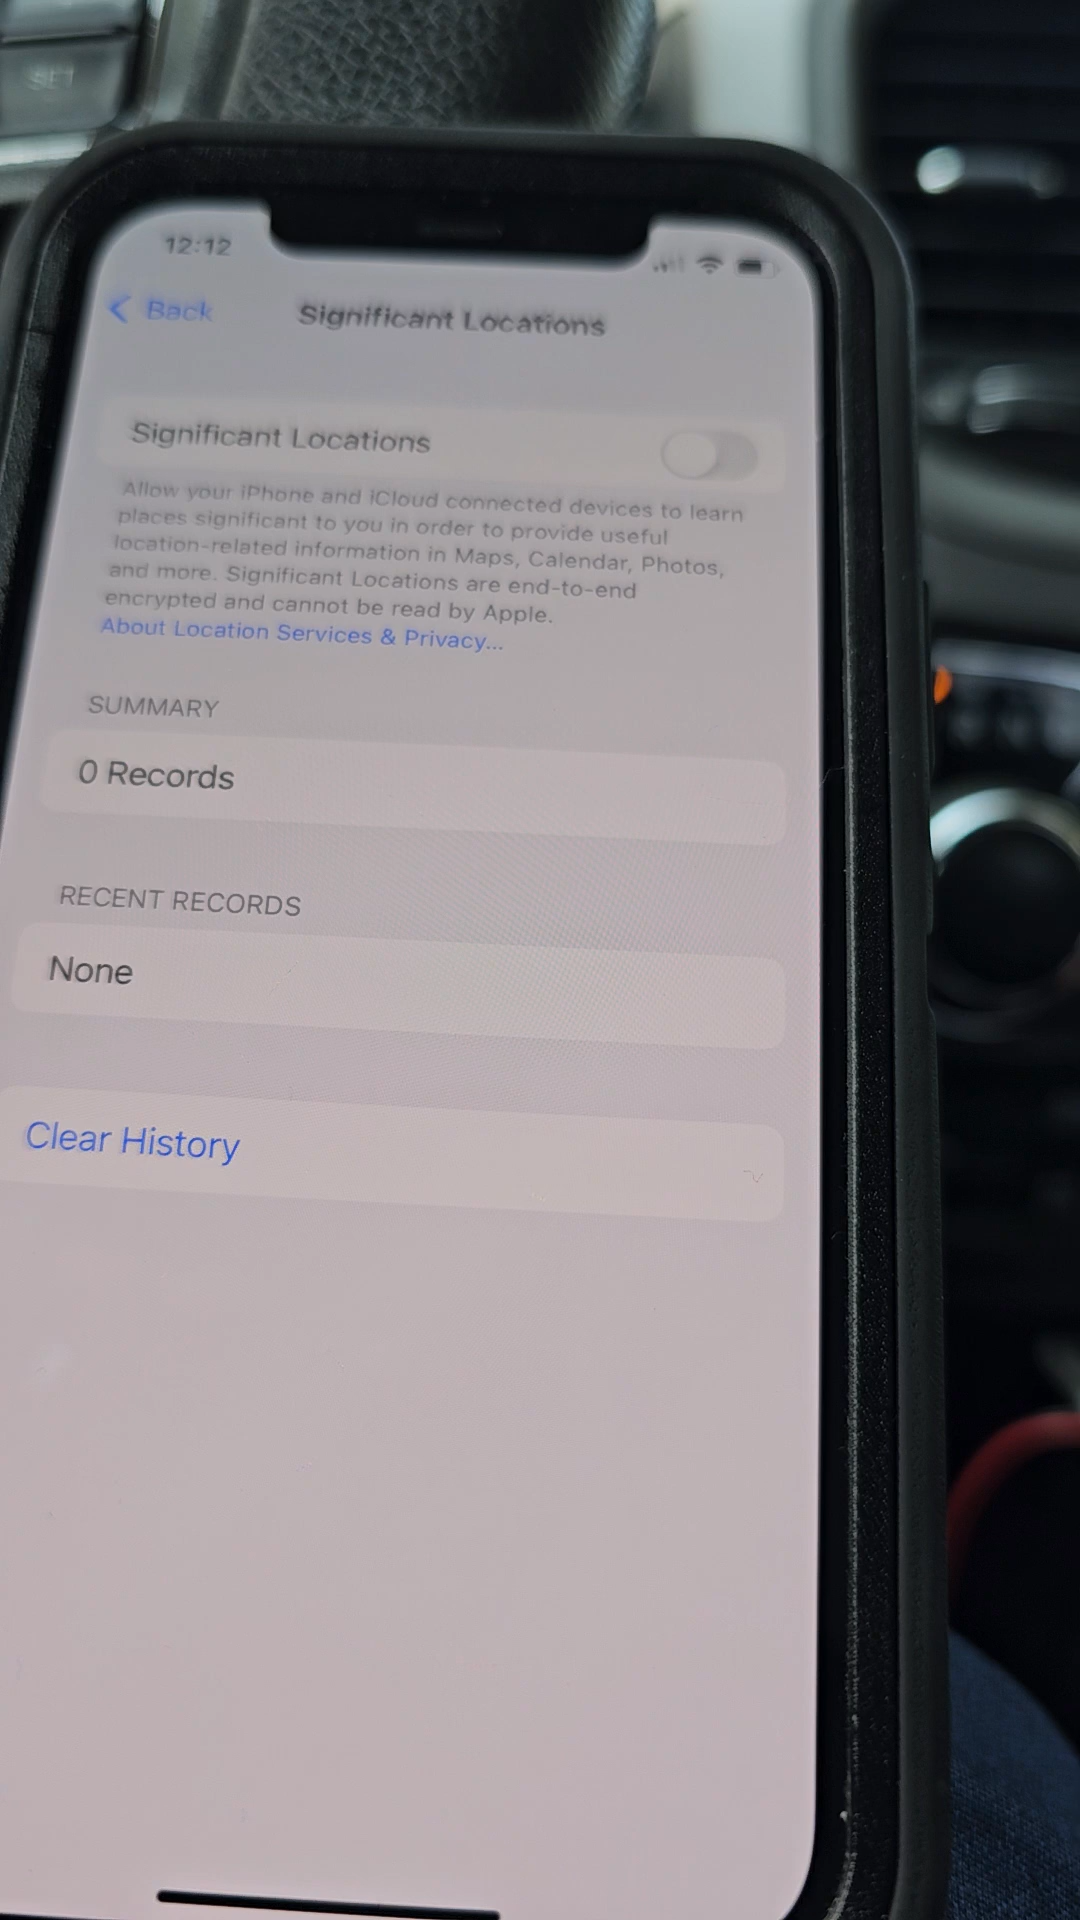 SET
12:12
Back
Significant Locations
Significant Locations
Allow your iPhone and iCloud connected devices to learn
places significant to you in order to provide useful
location-related information in Maps, Calendar, Photos,
and more. Significant Locations are end-to-end
encrypted and cannot be read by Apple.
About Location Services & Privacy...
SUMMARY
0 Records
RECENT RECORDS
None
Clear History